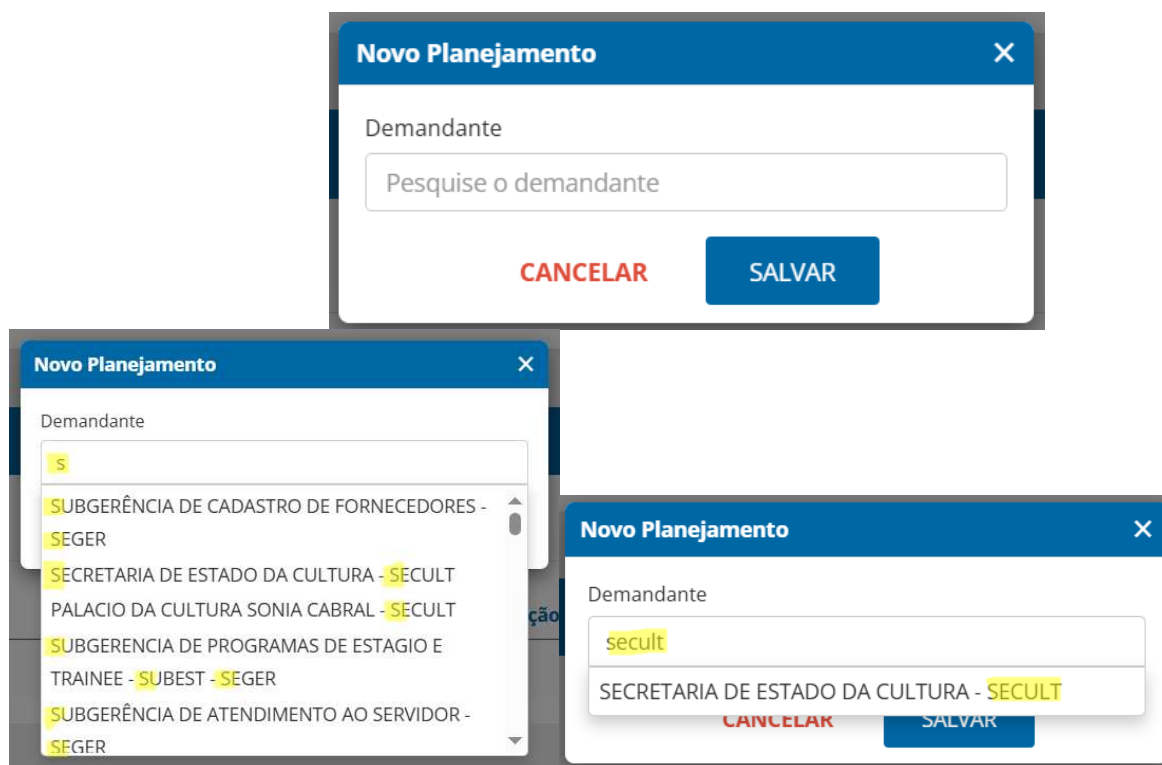 Novo Planejamento
Demandante
Pesquise o demandante
CANCELAR SALVAR
Novo Planejamento
Demandante
s
SUBGERÊNCIA DE CADASTRO DE FORNECEDORES -
SEGER
SECRETARIA DE ESTADO DA CULTURA - SECULT
PALACIO DA CULTURA SONIA CABRAL - SECULT
SUBGERENCIA DE PROGRAMAS DE ESTAGIO E
TRAINEE - SUBEST - SEGER
SUBGERÊNCIA DE ATENDIMENTO AO SERVIDOR -
SEGER
ção
Novo Planejamento
Demandante
secult
SECRETARIA DE ESTADO DA CULTURA - SECULT
CANCELAR SALVAR